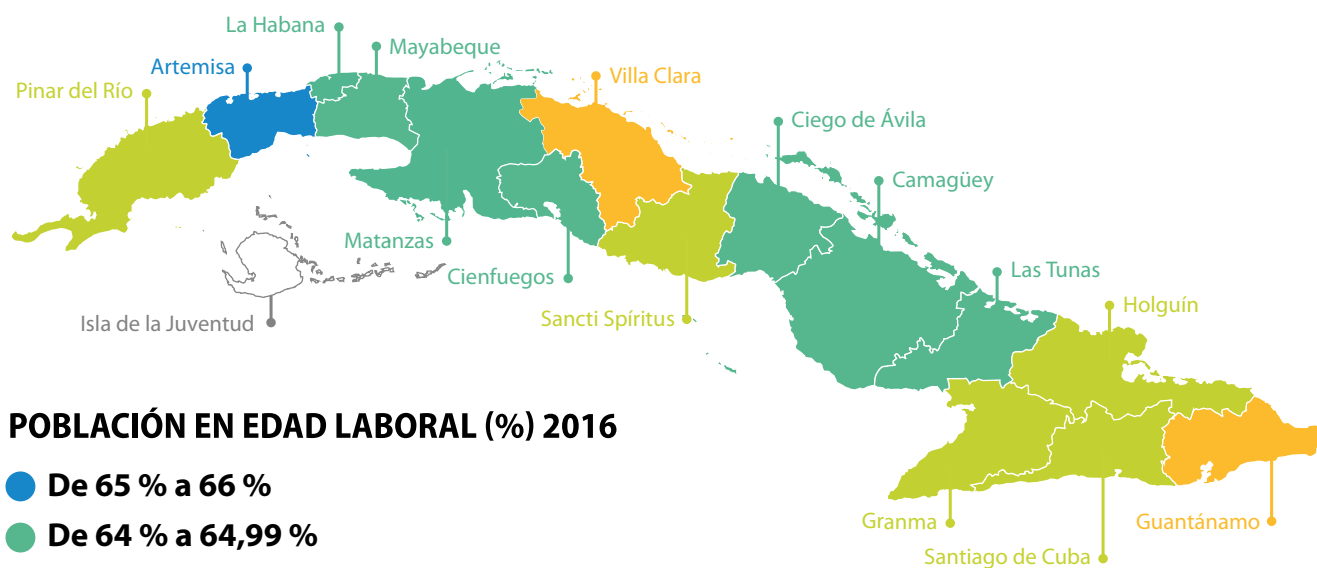 La Habana
Mayabeque
Artemisa
Villa Clara
Pinar del Río
Ciego de Ávila
Camagüey
Matanzas
Cienfuegos
Las Tunas
Isla de la Juventud
Sancti Spíritus
Holguín
POBLACIÓN EN EDAD LABORAL (%) 2016
De 65 % a 66 %
De 64 % a 64,99 %
Granma
Guantánamo
Santiago de Cuba